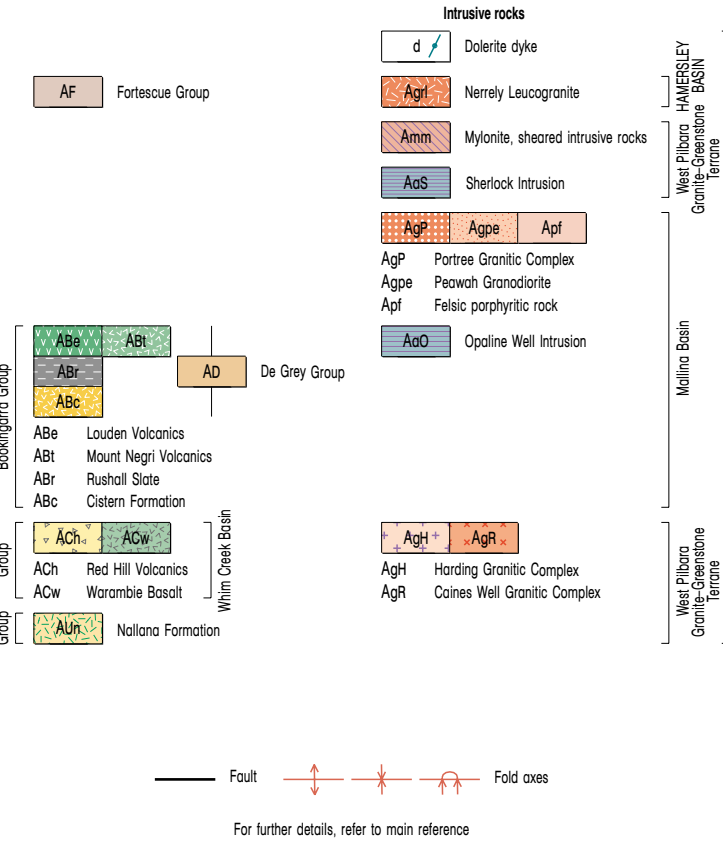 Intrusive rocks
d
Dolerite dyke
AF
Fortescue Group
AgrI
Nerrely Leucogranite
HAMERSLEY
BASIN
Amm
Mylonite, sheared intrusive rocks
AaS
Sherlock Intrusion
West Pilbara
Granite–Greenstone
Terrane
AgP Agpe Apf
AgP Portree Granitic Complex
Agpe Peawah Granodiorite
Apf Felsic porphyritic rock
ABe ABt
AaO
Opaline Well Intrusion
ABr
AD
De Grey Group
ABc
Mallina Basin
Bookingarra Group
ABe Louden Volcanics
ABt Mount Negri Volcanics
ABr Rushall Slate
ABc Cistern Formation
ACh ACw
AgH AgR
Group
ACh Red Hill Volcanics
ACw Warambie Basalt
Whim Creek Basin
AgH Harding Granitic Complex
AgR Caines Well Granitic Complex
West Pilbara
Granite–Greenstone
Terrane
Group
AUn
Nallana Formation
Fault
Fold axes
For further details, refer to main reference